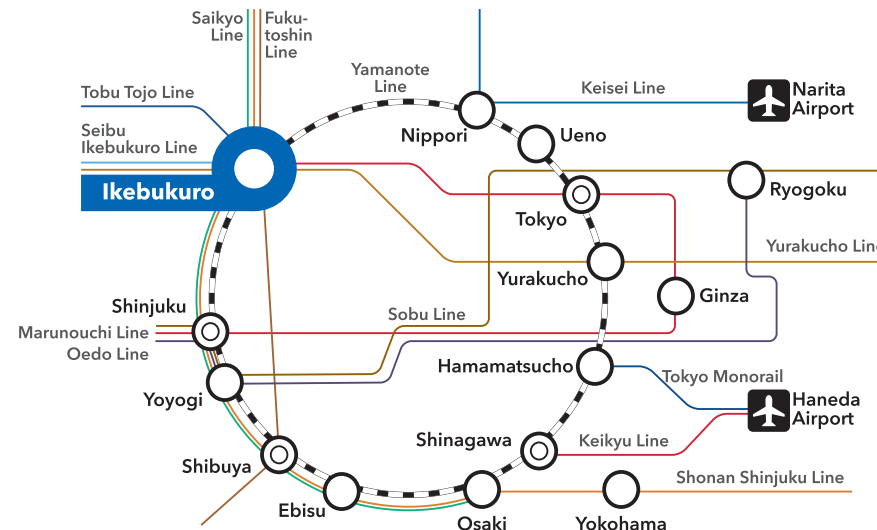 Saikyo
Line
Fuku-
toshin
Line
Yamanote
Line
Tobu Tojo Line
Keisei Line
Narita
Airport
Seibu
Ikebukuro Line
Nippori
Ueno
Ikebukuro
Tokyo
Ryogoku
Yurakucho
Yurakucho Line
Ginza
Shinjuku
Sobu Line
Marunouchi Line
Oedo Line
Hamamatsucho
Tokyo Monorail
Yoyogi
Haneda
Airport
Shinagawa
Keikyu Line
Shibuya
Shonan Shinjuku Line
Ebisu
Osaki
Yokohama